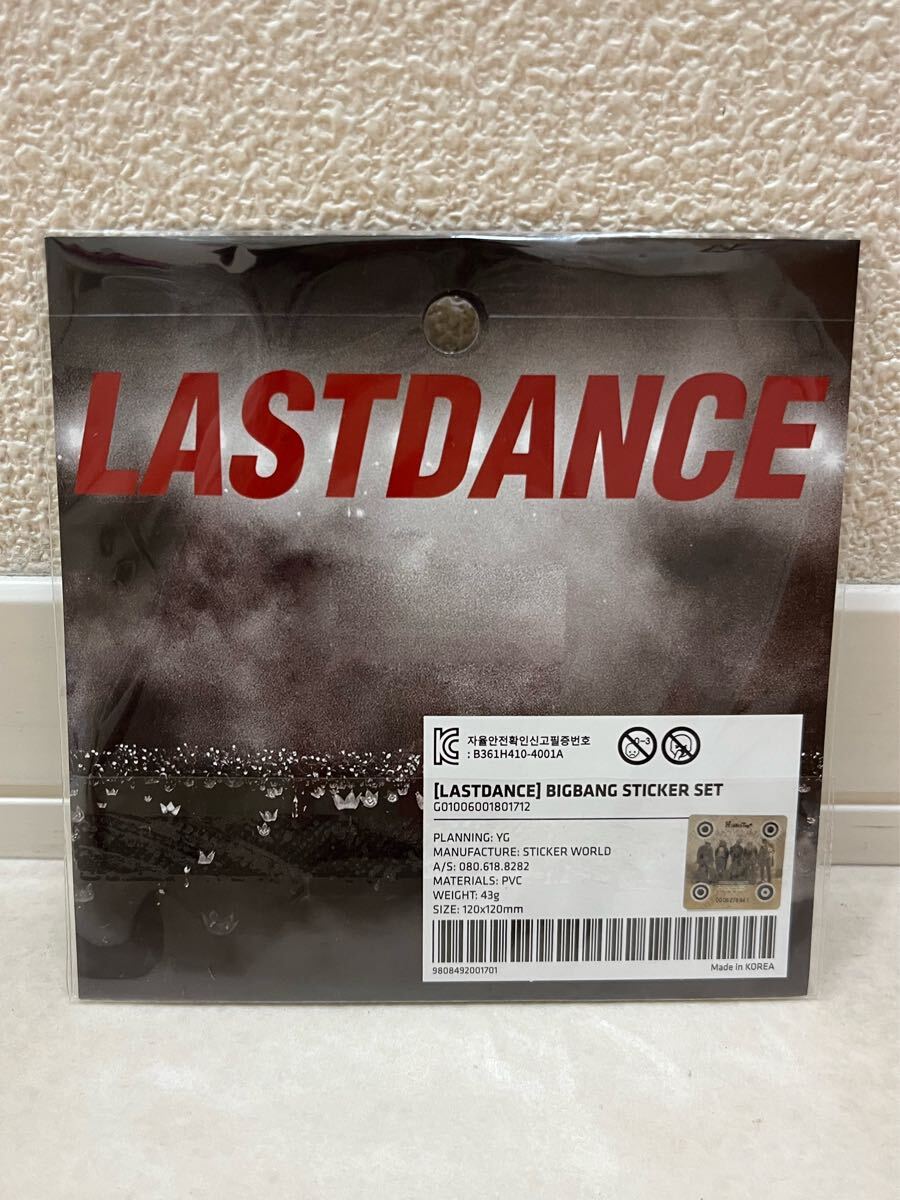 LASTDANCE
자율안전확인신고필증번호
: B361H410-4001A
0-3
[LASTDANCE] BIGBANG STICKER SET
G01006001801712
PLANNING: YG
MANUFACTURE: STICKER WORLD
A/S: 080.618.8282
MATERIALS: PVC
WEIGHT: 43g
SIZE: 120x120mm
9808492001701
Made in KOREA